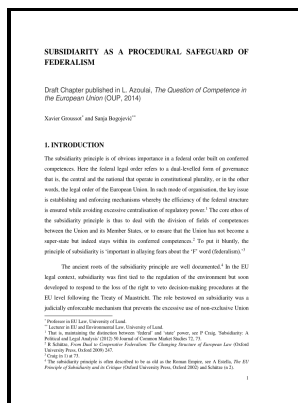 SUBSIDIARITY AS A PROCEDURAL SAFEGUARD OF
FEDERALISM
Draft Chapter published in L. Azoulai, The Question of Competence in
the European Union (OUP, 2014)
Xavier Groussot* and Sanja Bogojević**
1. INTRODUCTION
The subsidiarity principle is of obvious importance in a federal order built on conferred
competences. Here the federal legal order refers to a dual-levelled form of governance
that is, the central and the national that operate in constitutional plurality, or in other
words, the legal order of the European Union. In such mode of organisation, the key issue
is establishing and enforcing mechanisms whereby the efficiency of the federal structure
is ensured while avoiding excessive centralisation of regulatory power.¹ The core ethos of
the subsidiarity principle is thus to deal with the division of fields of competences
between the Union and its Member States, or to ensure that the Union has not become a
super-state but indeed stays within its conferred competences.² To put it bluntly, the
principle of subsidiarity is 'important in allaying fears about the 'F' word (federalism).'³
The ancient roots of the subsidiarity principle are well documented.⁴ In the EU
legal context, subsidiarity was first tied to the regulation of the environment but soon
developed to respond to the loss of the right to veto decision-making procedures at the
EU level following the Treaty of Maastricht. The role bestowed on subsidiarity was a
judicially enforceable mechanism that prevents the excessive use of non-exclusive Union
* Professor in EU Law, University of Lund.
** Lecturer in EU and Environmental Law, University of Lund.
¹ That is, maintaining the distinction between 'federal' and 'state' power, see P Craig, 'Subsidiarity: A
Political and Legal Analysis' (2012) 50 Journal of Common Market Studies 72, 73.
² R Schütze, From Dual to Cooperative Federalism: The Changing Structure of European Law (Oxford
University Press, Oxford 2009) 247.
³ Craig in 1) at 73.
⁴ The subsidiarity principle is often described to be as old as the Roman Empire, see A Estella, The EU
Principle of Subsidiarity and its Critique (Oxford University Press, Oxford 2002) and Schütze (n 2).
1